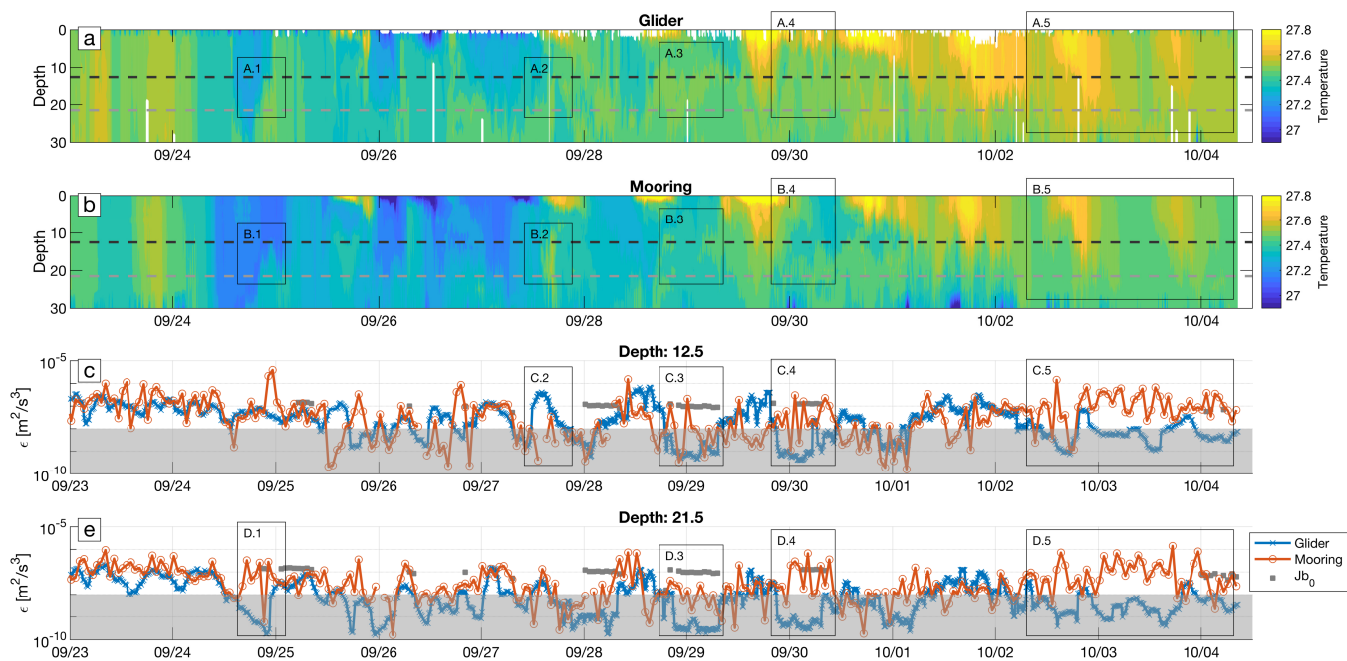 Glider
a
A.1
A.2
A.3
A.4
A.5
Depth
0
10
20
30
09/24
09/26
09/28
09/30
10/02
10/04
27.8
27.6
27.4
27.2
27
Temperature
Mooring
b
B.1
B.2
B.3
B.4
B.5
Depth
0
10
20
30
09/24
09/26
09/28
09/30
10/02
10/04
27.8
27.6
27.4
27.2
27
Temperature
Depth: 12.5
c
C.2
C.3
C.4
C.5
ϵ [m²/s³]
10⁻⁵
10⁻¹⁰
09/23
09/24
09/25
09/26
09/27
09/28
09/29
09/30
10/01
10/02
10/03
10/04
Depth: 21.5
e
D.1
D.3
D.4
D.5
ϵ [m²/s³]
10⁻⁵
10⁻¹⁰
09/23
09/24
09/25
09/26
09/27
09/28
09/29
09/30
10/01
10/02
10/03
10/04
Glider
Mooring
Jb₀